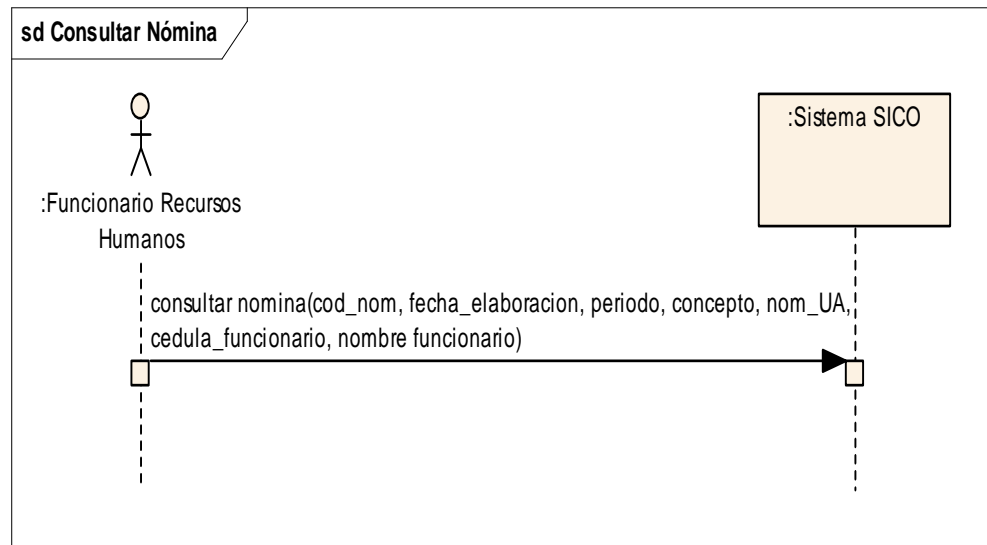 sd Consultar Nómina
:Sistema SICO
:Funcionario Recursos
Humanos
consultar nomina(cod_nom, fecha_elaboracion, periodo, concepto, nom_UA,
cedula_funcionario, nombre funcionario)